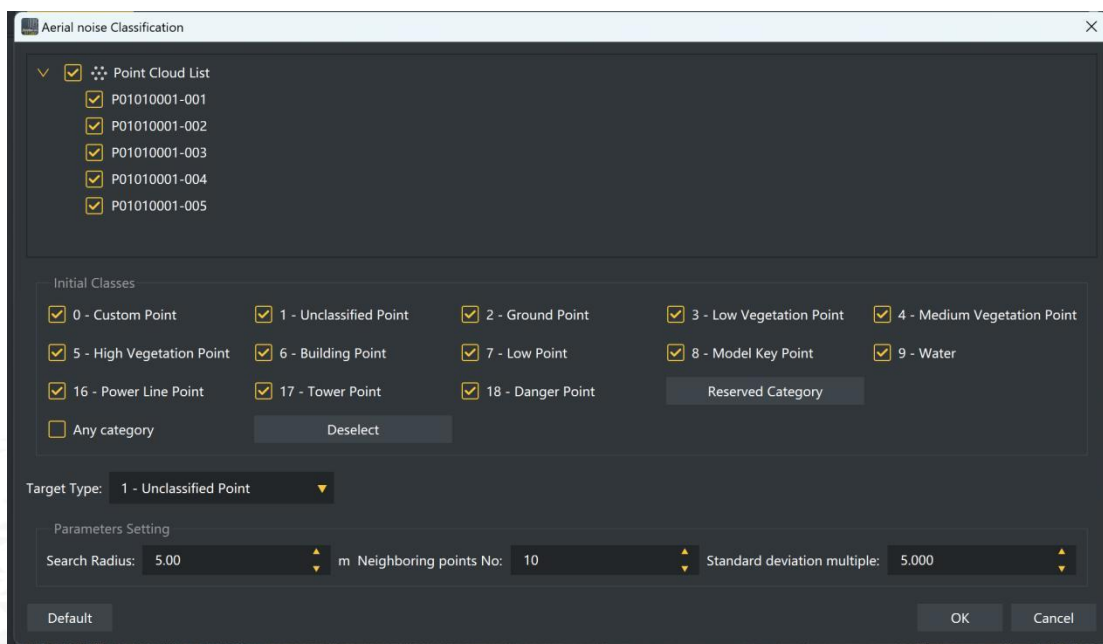 Aerial noise Classification
Point Cloud List
P01010001-001
P01010001-002
P01010001-003
P01010001-004
P01010001-005
Initial Classes
0 - Custom Point 1 - Unclassified Point 2 - Ground Point 3 - Low Vegetation Point 4 - Medium Vegetation Point
5 - High Vegetation Point 6 - Building Point 7 - Low Point 8 - Model Key Point 9 - Water
16 - Power Line Point 17 - Tower Point 18 - Danger Point Reserved Category
Any category Deselect
Target Type: 1 - Unclassified Point
Parameters Setting
Search Radius: 5.00 m Neighboring points No: 10 Standard deviation multiple: 5.000
Default OK Cancel